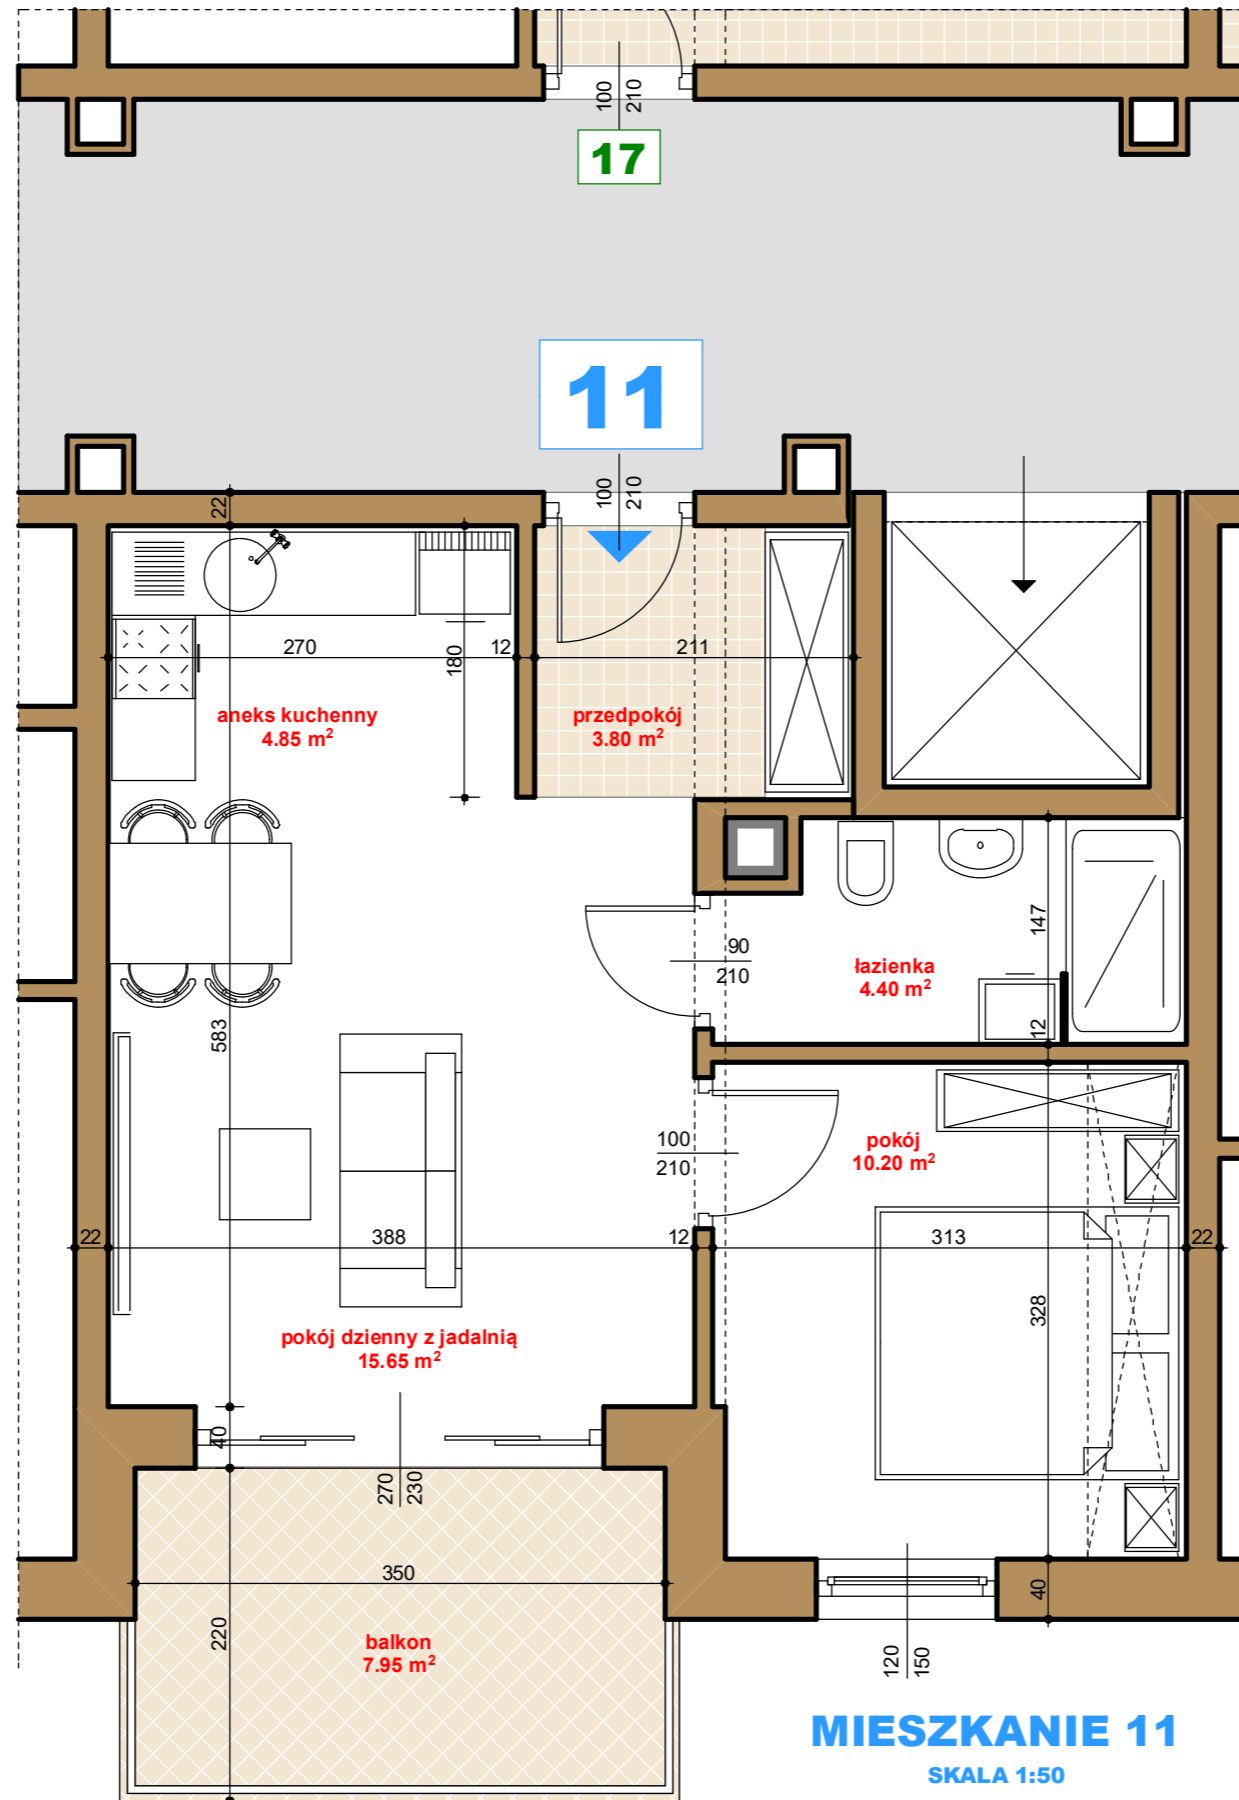 100
210
17
11
100
210
22
270
12
180
211
aneks kuchenny
4.85 m²
przedpokój
3.80 m²
147
90
210
łazienka
4.40 m²
583
12
100
210
pokój
10.20 m²
22
388
12
313
22
328
pokój dzienny z jadalnią
15.65 m²
40
270
230
350
40
220
balkon
7.95 m²
120
150
MIESZKANIE 11
SKALA 1:50